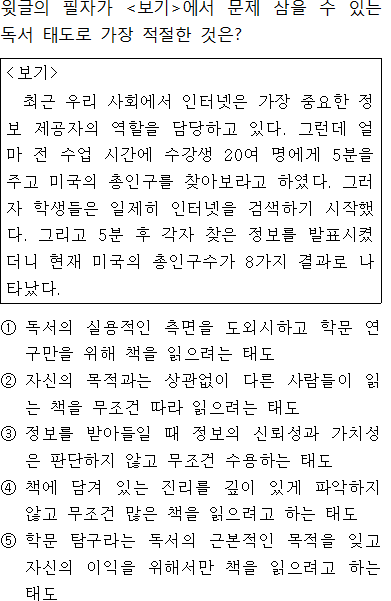 윗글의 필자가 <보기>에서 문제 삼을 수 있는
독서 태도로 가장 적절한 것은?
<보기>
최근 우리 사회에서 인터넷은 가장 중요한 정
보 제공자의 역할을 담당하고 있다. 그런데 얼
마 전 수업 시간에 수강생 20여 명에게 5분을
주고 미국의 총인구를 찾아보라고 하였다. 그러
자 학생들은 일제히 인터넷을 검색하기 시작했
다. 그리고 5분 후 각자 찾은 정보를 발표시켰
더니 현재 미국의 총인구수가 8가지 결과로 나
타났다.
① 독서의 실용적인 측면을 도외시하고 학문 연
구만을 위해 책을 읽으려는 태도
② 자신의 목적과는 상관없이 다른 사람들이 읽
는 책을 무조건 따라 읽으려는 태도
③ 정보를 받아들일 때 정보의 신뢰성과 가치성
은 판단하지 않고 무조건 수용하는 태도
④ 책에 담겨 있는 진리를 깊이 있게 파악하지
않고 무조건 많은 책을 읽으려고 하는 태도
⑤ 학문 탐구라는 독서의 근본적인 목적을 잊고
자신의 이익을 위해서만 책을 읽으려고 하는
태도